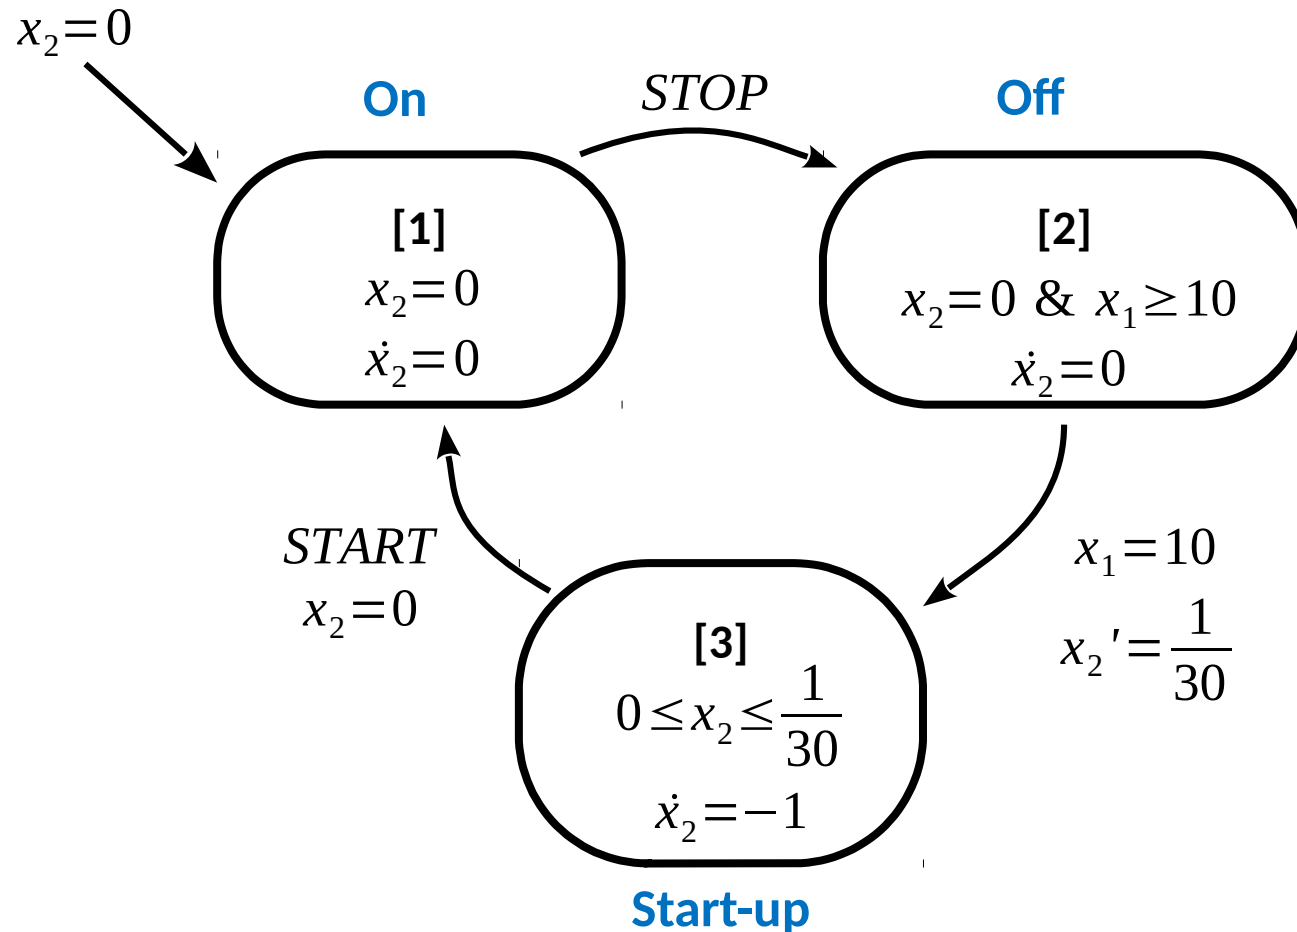 x₂=0
On
STOP
Off
[1]
x₂=0
ẋ₂=0
[2]
x₂=0 & x₁≥10
ẋ₂=0
START
x₂=0
x₁=10
x₂′=1/30
[3]
0≤x₂≤1/30
ẋ₂=−1
Start-up